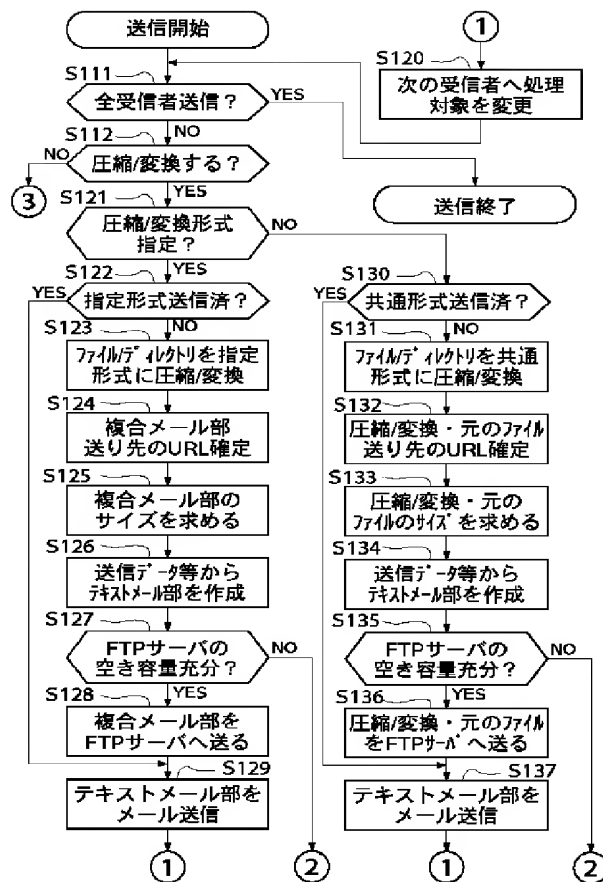 送信開始
①
S111
全受信者送信？
YES
NO
S120
次の受信者へ処理
対象を変更
S112
圧縮/変換する？
NO
YES
③
送信終了
S121
圧縮/変換形式
指定？
NO
YES
S122
指定形式送信済？
YES
NO
S123
ファイル/ディレクトリを指定
形式に圧縮/変換
S124
複合メール部
送り先のURL確定
S125
複合メール部の
サイズを求める
S126
送信データ等から
テキストメール部を作成
S127
FTPサーバの
空き容量充分？
NO
YES
S128
複合メール部を
FTPサーバへ送る
S129
テキストメール部を
メール送信
①
②
S130
共通形式送信済？
YES
NO
S131
ファイル/ディレクトリを共通
形式に圧縮/変換
S132
圧縮/変換・元のファイル
送り先のURL確定
S133
圧縮/変換・元の
ファイルのサイズを求める
S134
送信データ等から
テキストメール部を作成
S135
FTPサーバの
空き容量充分？
NO
YES
S136
圧縮/変換・元のファイル
をFTPサーバへ送る
S137
テキストメール部を
メール送信
①
②